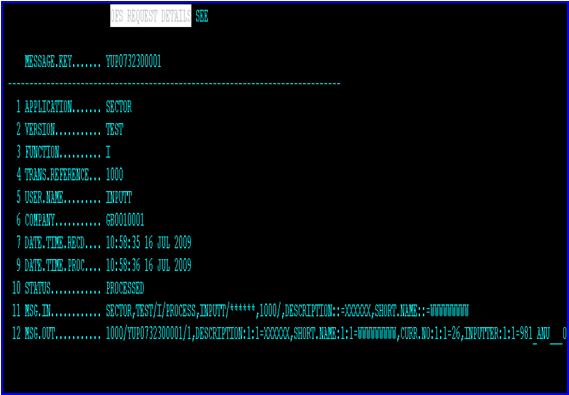 OFS REQUEST DETAILS SEE
MESSAGE.KEY....... YUP0732300001
1 APPLICATION....... SECTOR
2 VERSION........... TEST
3 FUNCTION.......... I
4 TRANS.REFERENCE... 1000
5 USER.NAME......... INPUTT
6 COMPANY........... GB0010001
7 DATE.TIME.RECD.... 10:58:35 16 JUL 2009
9 DATE.TIME.PROC.... 10:58:36 16 JUL 2009
10 STATUS............ PROCESSED
11 MSG.IN............ SECTOR,TEST/I/PROCESS,INPUTT/******,1000/,DESCRIPTION::=XXXXXX,SHORT.NAME::=WWWWWWWWW
12 MSG.OUT........... 1000/YUP0732300001/1,DESCRIPTION:1:1=XXXXXX,SHORT.NAME:1:1=WWWWWWWWW,CURR.NO:1:1=26,INPUTTER:1:1=981_ANU___O